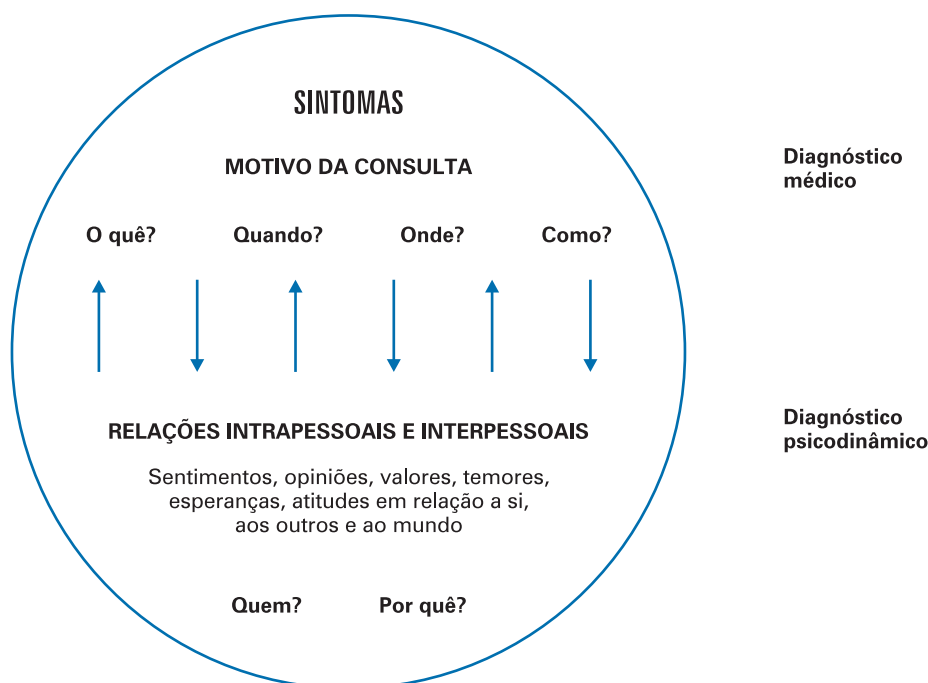 SINTOMAS
MOTIVO DA CONSULTA
Diagnóstico
médico
O quê? Quando? Onde? Como?
RELAÇÕES INTRAPESSOAIS E INTERPESSOAIS
Diagnóstico
psicodinâmico
Sentimentos, opiniões, valores, temores,
esperanças, atitudes em relação a si,
aos outros e ao mundo
Quem? Por quê?